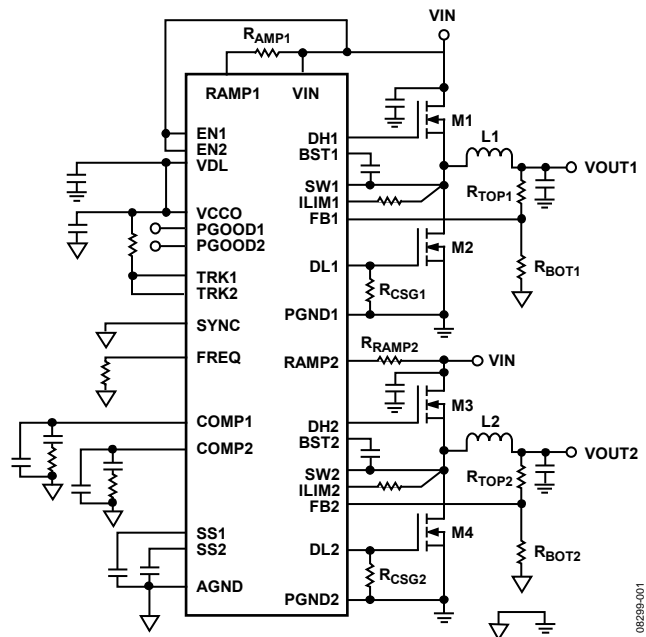 VIN
RAMP1
RAMP1 VIN
EN1
EN2
VDL
VCCO
PGOOD1
PGOOD2
TRK1
TRK2
SYNC
FREQ
COMP1
COMP2
SS1
SS2
AGND
DH1
BST1
SW1
ILIM1
FB1
DL1
PGND1
RAMP2
DH2
BST2
SW2
ILIM2
FB2
DL2
PGND2
M1
L1
VOUT1
RTOP1
M2
RCSG1
RBOT1
RRAMP2
VIN
M3
L2
VOUT2
RTOP2
M4
RCSG2
RBOT2
08299-001